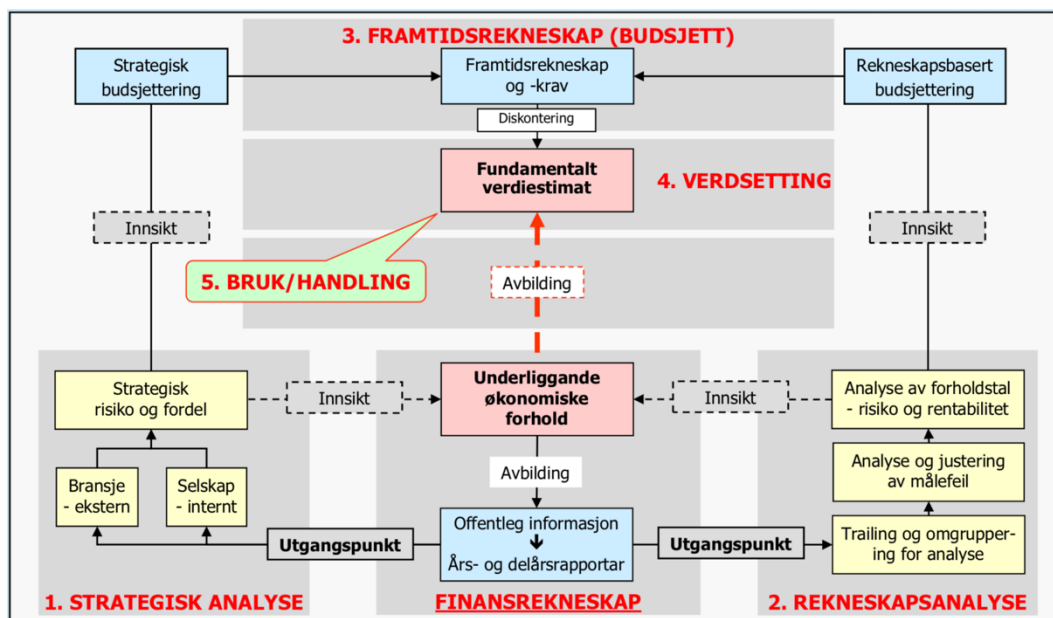 3. FRAMTIDSREKNESKAP (BUDSJETT)
Strategisk
budsjettering
Framtidsrekneskap
og -krav
Rekneskapsbasert
budsjettering
Diskontering
Fundamentalt
verdiestimat
4. VERDSETTING
Innsikt
Innsikt
5. BRUK/HANDLING
Avbilding
Strategisk
risiko og fordel
Innsikt
Underliggande
økonomiske
forhold
Innsikt
Analyse av forholdstal
- risiko og rentabilitet
Avbilding
Bransje
- ekstern
Selskap
- internt
Analyse og justering
av målefeil
Utgangspunkt
Offentleg informasjon
Års- og delårsrapportar
Utgangspunkt
Trailing og omgrupper-
ing for analyse
1. STRATEGISK ANALYSE
FINANSREKNESKAP
2. REKNESKAPSANALYSE